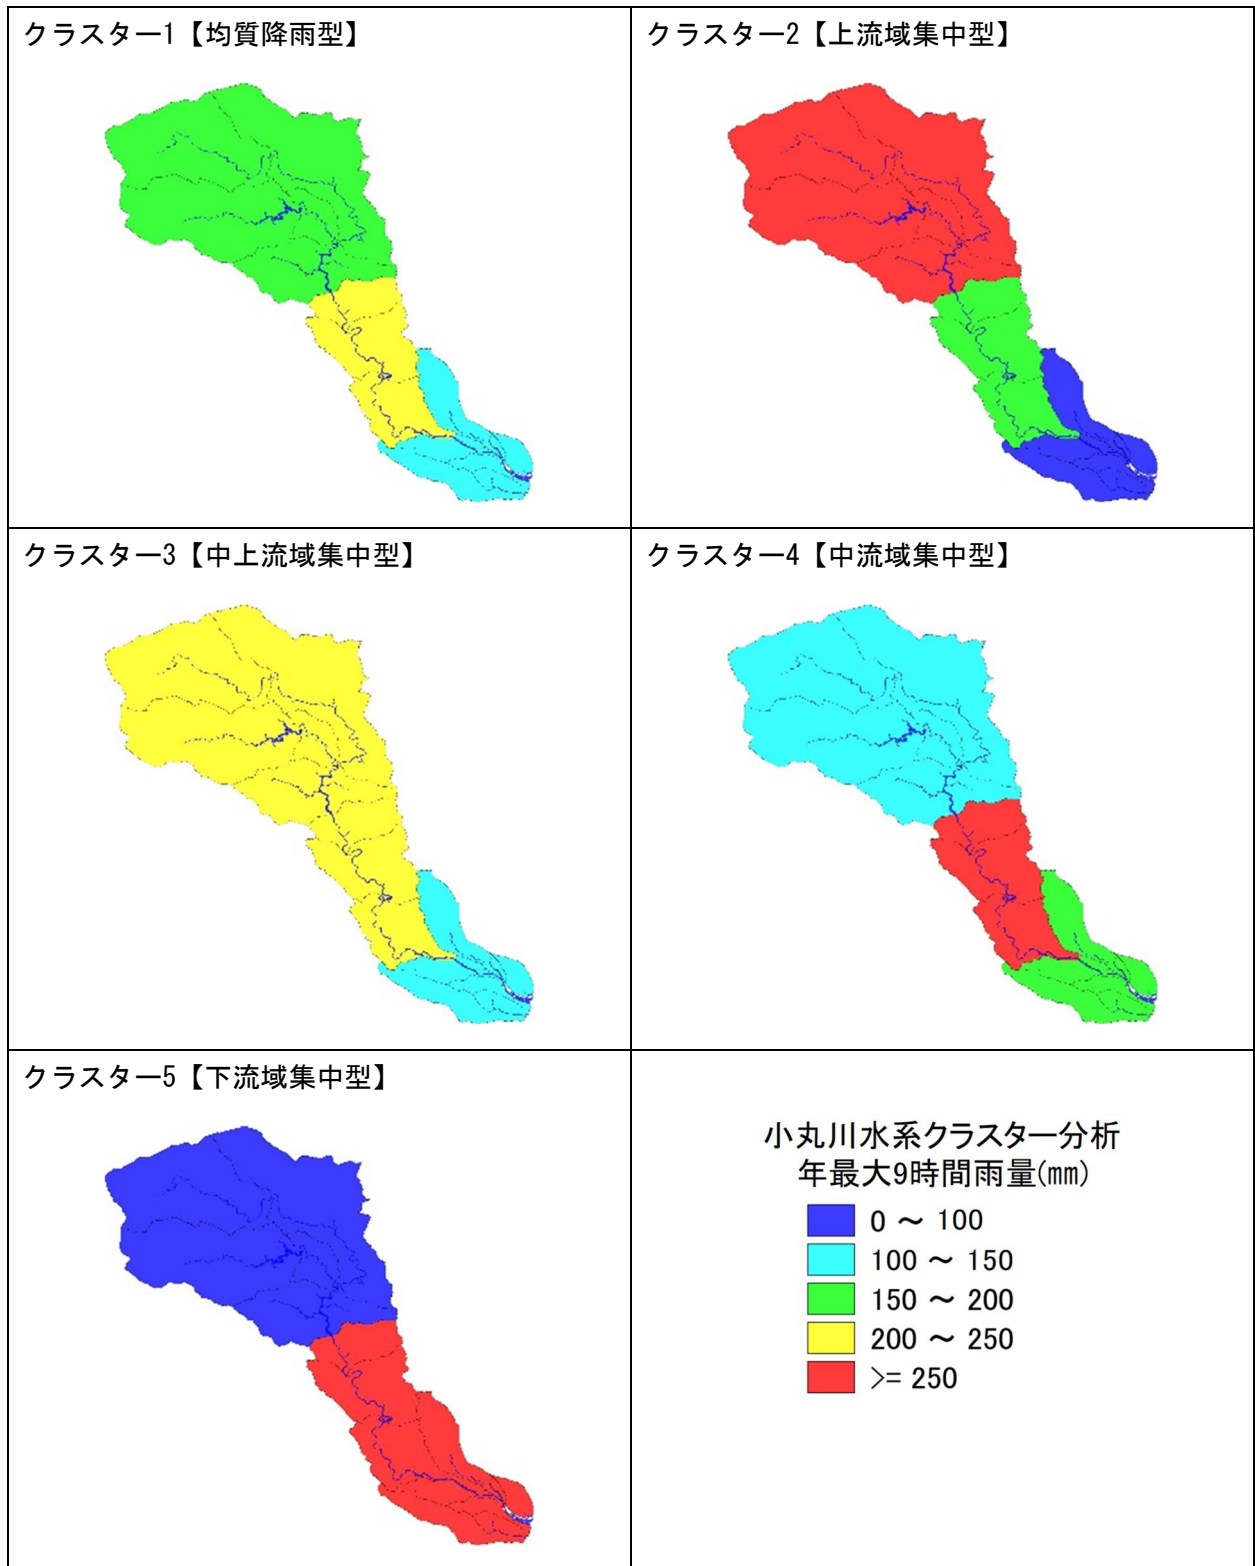 クラスター1【均質降雨型】
クラスター2【上流域集中型】
クラスター3【中上流域集中型】
クラスター4【中流域集中型】
クラスター5【下流域集中型】
小丸川水系クラスター分析
年最大9時間雨量(mm)
0 ～ 100
100 ～ 150
150 ～ 200
200 ～ 250
>= 250